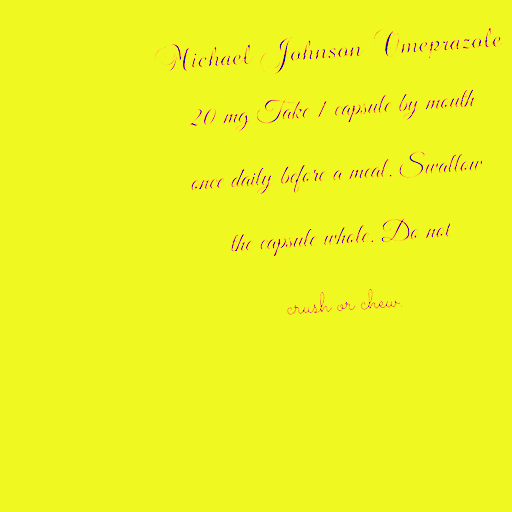 Michael Johnson Omeprazole
20 mg Take 1 capsule by mouth
once daily before a meal. Swallow
the capsule whole. Do not
crush or chew.